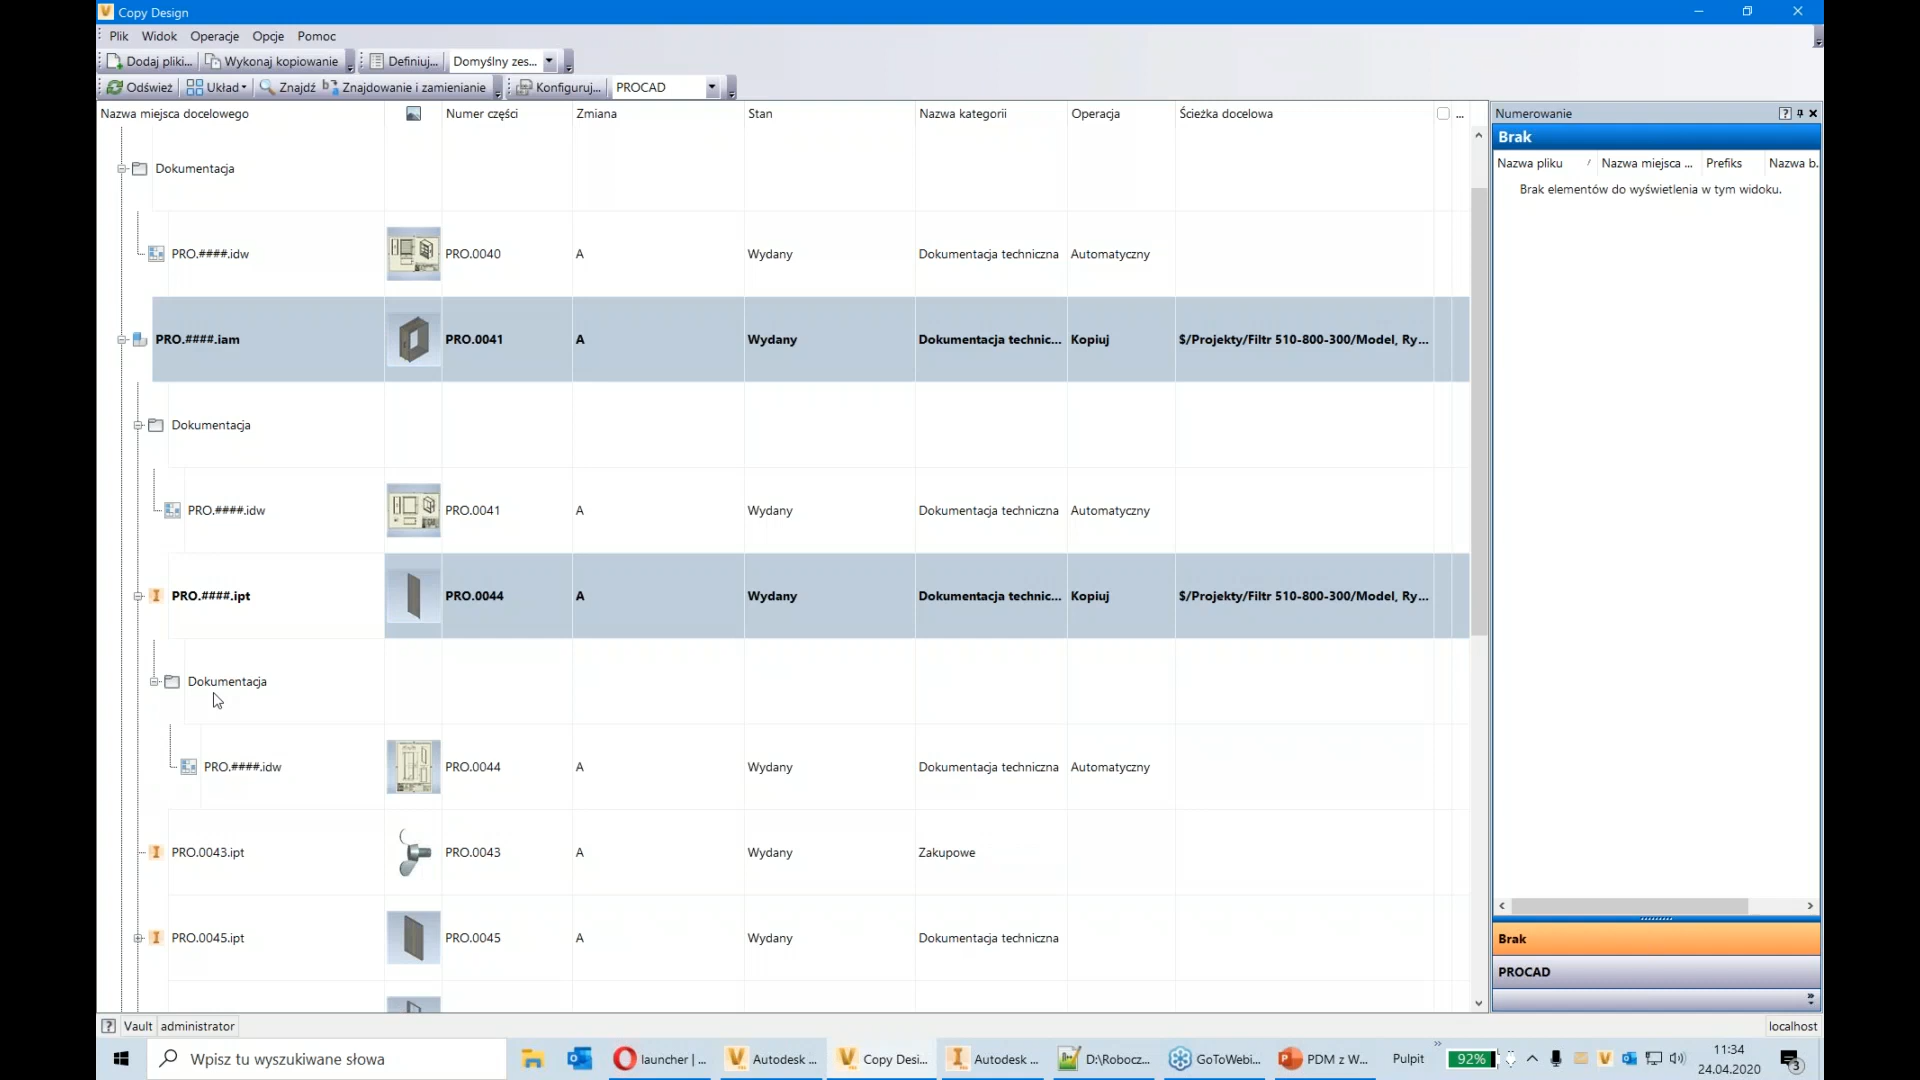 Copy Design
Plik Widok Operacje Opcje Pomoc
Dodaj pliki... Wykonaj kopiowanie Definiuj... Domyślny zes...
Odśwież Układ Znajdź Znajdowanie i zamienianie Konfiguruj... PROCAD
Nazwa miejsca docelowego Numer części Zmiana Stan Nazwa kategorii Operacja Ścieżka docelowa ...
Dokumentacja
PRO.####.idw PRO.0040 A Wydany Dokumentacja techniczna Automatyczny
PRO.####.iam PRO.0041 A Wydany Dokumentacja technic... Kopiuj $/Projekty/Filtr 510-800-300/Model, Ry...
Dokumentacja
PRO.####.idw PRO.0041 A Wydany Dokumentacja techniczna Automatyczny
PRO.####.ipt PRO.0044 A Wydany Dokumentacja technic... Kopiuj $/Projekty/Filtr 510-800-300/Model, Ry...
Dokumentacja
PRO.####.idw PRO.0044 A Wydany Dokumentacja techniczna Automatyczny
PRO.0043.ipt PRO.0043 A Wydany Zakupowe
PRO.0045.ipt PRO.0045 A Wydany Dokumentacja techniczna
Numerowanie
Brak
Nazwa pliku / Nazwa miejsca ... Prefiks Nazwa b.
Brak elementów do wyświetlenia w tym widoku.
Brak
PROCAD
Vault administrator localhost
Wpisz tu wyszukiwane słowa launcher | ... Autodesk ... Copy Desi... Autodesk ... D:\Robocz... GoToWebi... PDM z W... Pulpit 92% 11:34
24.04.2020 3